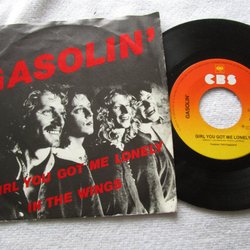 GASOLIN'
GIRL YOU GOT ME LONELY
IN THE WINGS
CBS
GASOLIN'
GIRL YOU GOT ME LONELY